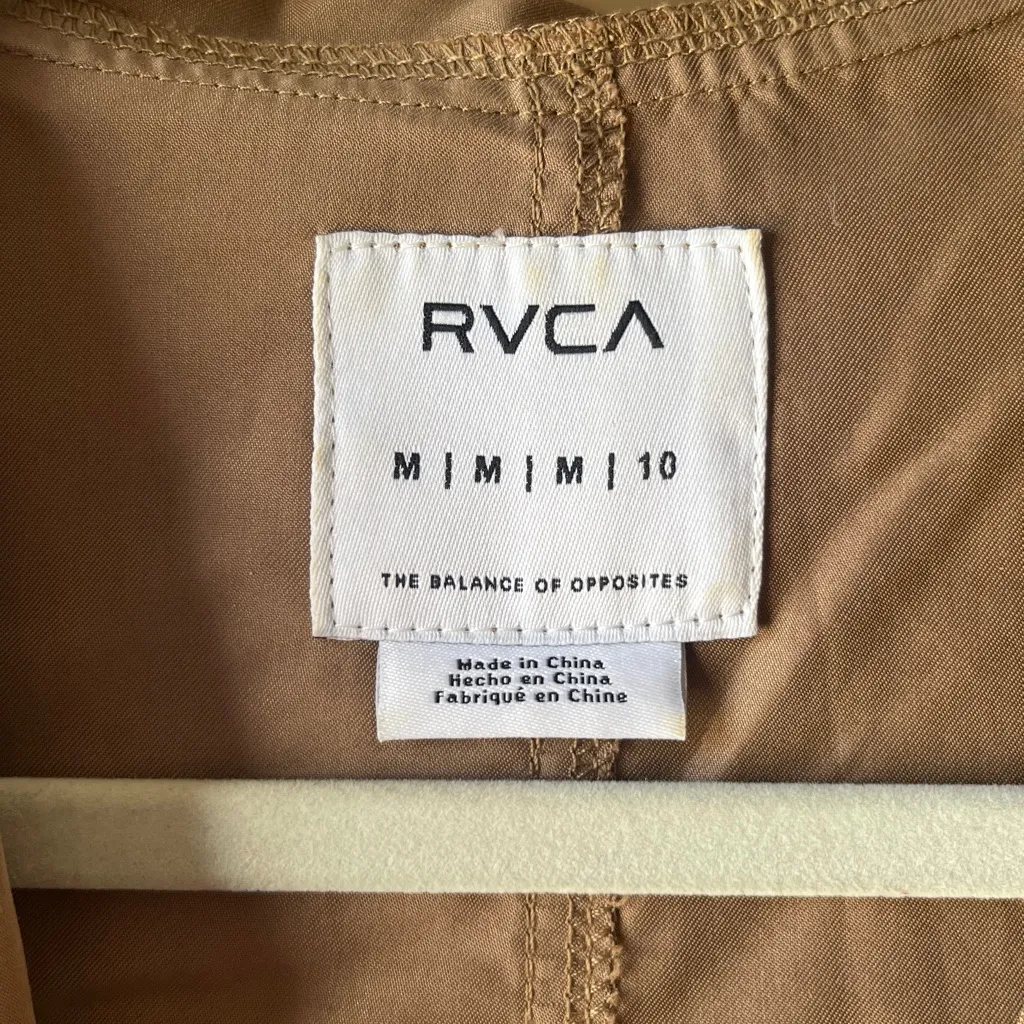 RVCA
M | M | M | 10
THE BALANCE OF OPPOSITES
Made in China
Hecho en China
Fabriqué en Chine